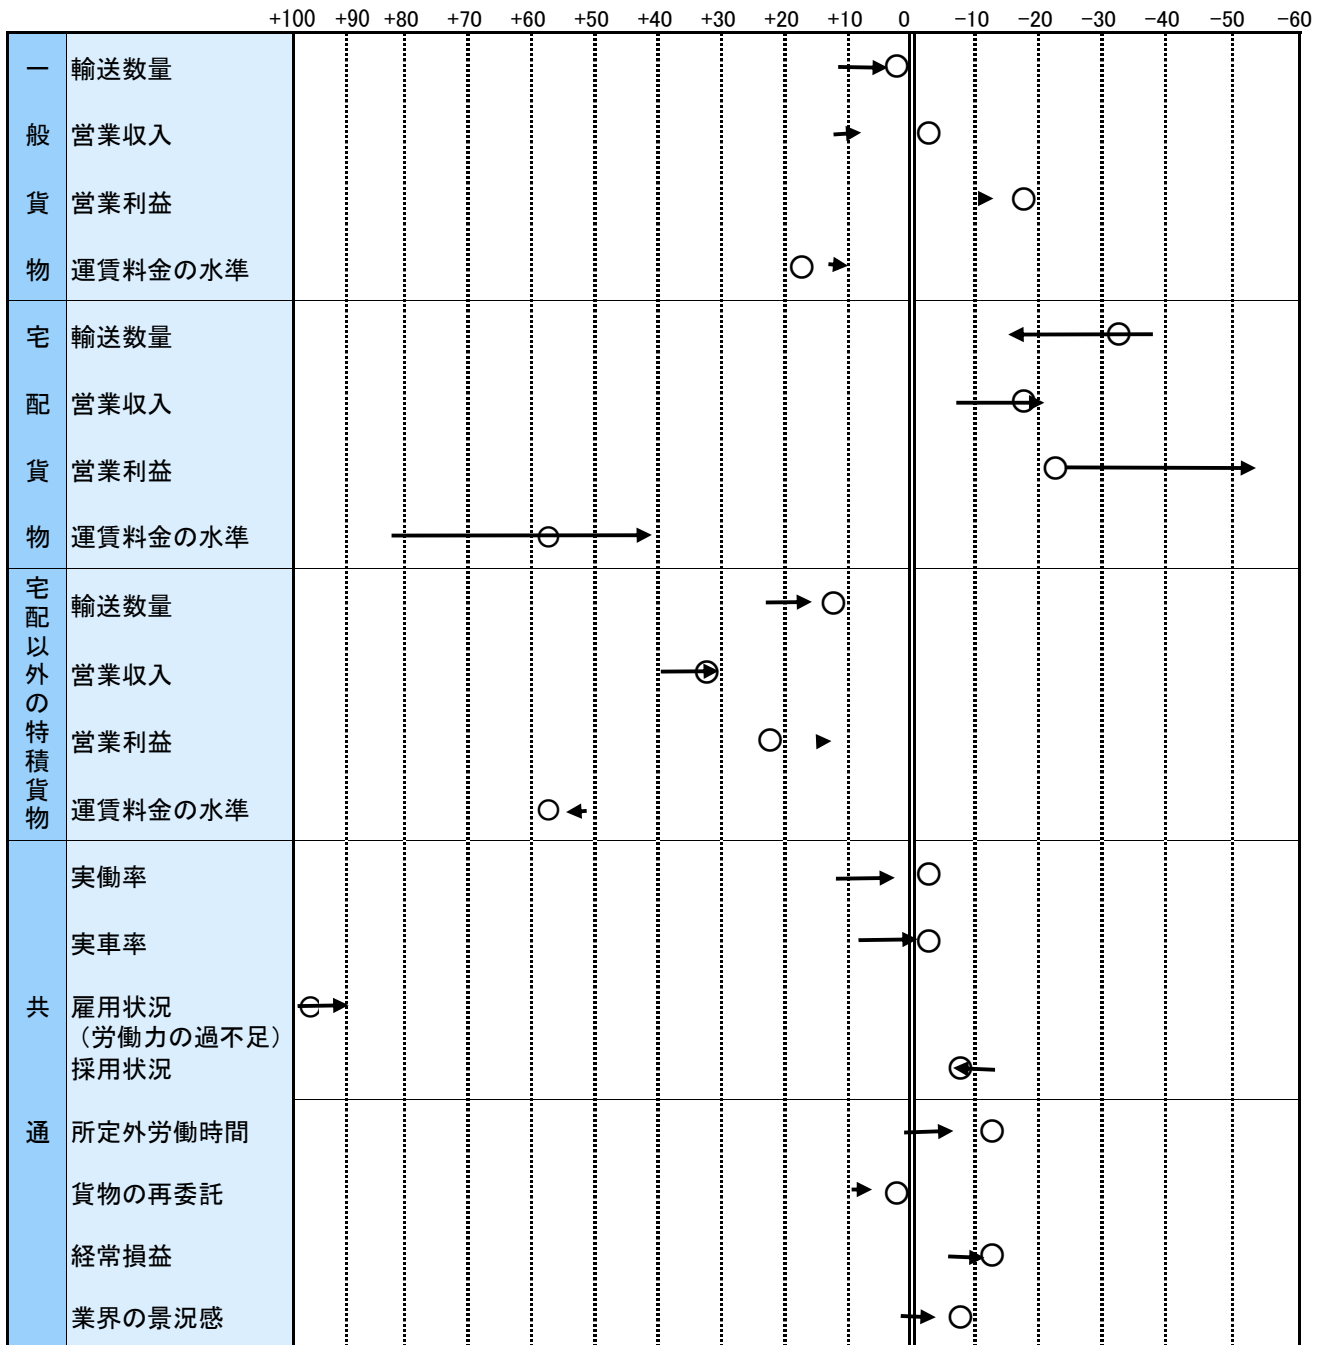 +100 +90 +80 +70 +60 +50 +40 +30 +20 +10 0 -10 -20 -30 -40 -50 -60
一般貨物
輸送数量
営業収入
営業利益
運賃料金の水準
宅配貨物
輸送数量
営業収入
営業利益
運賃料金の水準
宅配以外の特積貨物
輸送数量
営業収入
営業利益
運賃料金の水準
共通
実働率
実車率
雇用状況
（労働力の過不足）
採用状況
所定外労働時間
貨物の再委託
経常損益
業界の景況感